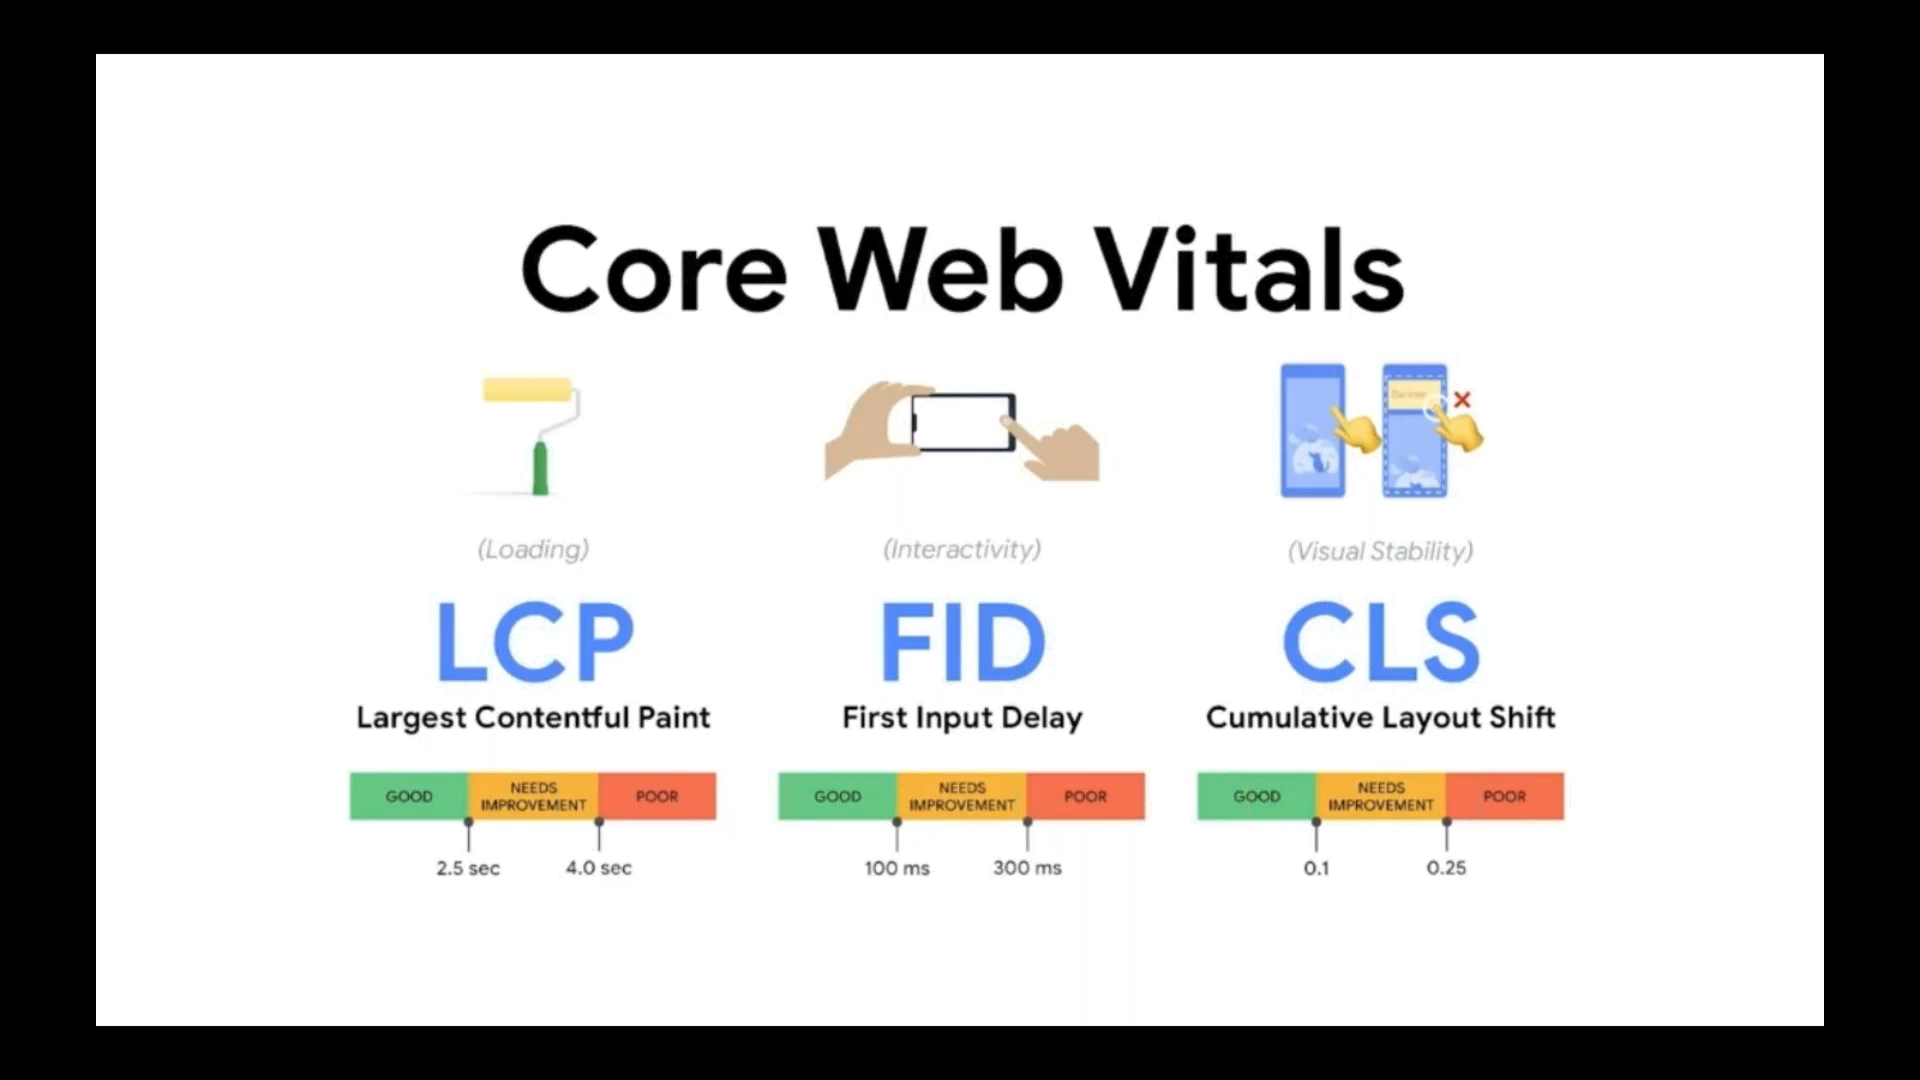 Core Web Vitals
(Loading)
LCP
Largest Contentful Paint
GOOD
NEEDS
IMPROVEMENT
POOR
2.5 sec
4.0 sec
(Interactivity)
FID
First Input Delay
GOOD
NEEDS
IMPROVEMENT
POOR
100 ms
300 ms
Banner
(Visual Stability)
CLS
Cumulative Layout Shift
GOOD
NEEDS
IMPROVEMENT
POOR
0.1
0.25